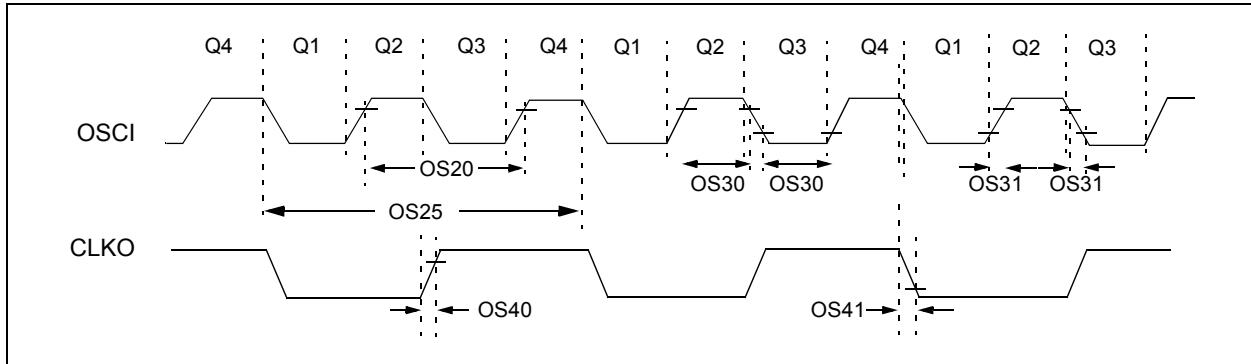 Q4 Q1 Q2 Q3 Q4 Q1 Q2 Q3 Q4 Q1 Q2 Q3
OSCI
OS20
OS30 OS30
OS31 OS31
OS25
CLKO
OS40
OS41